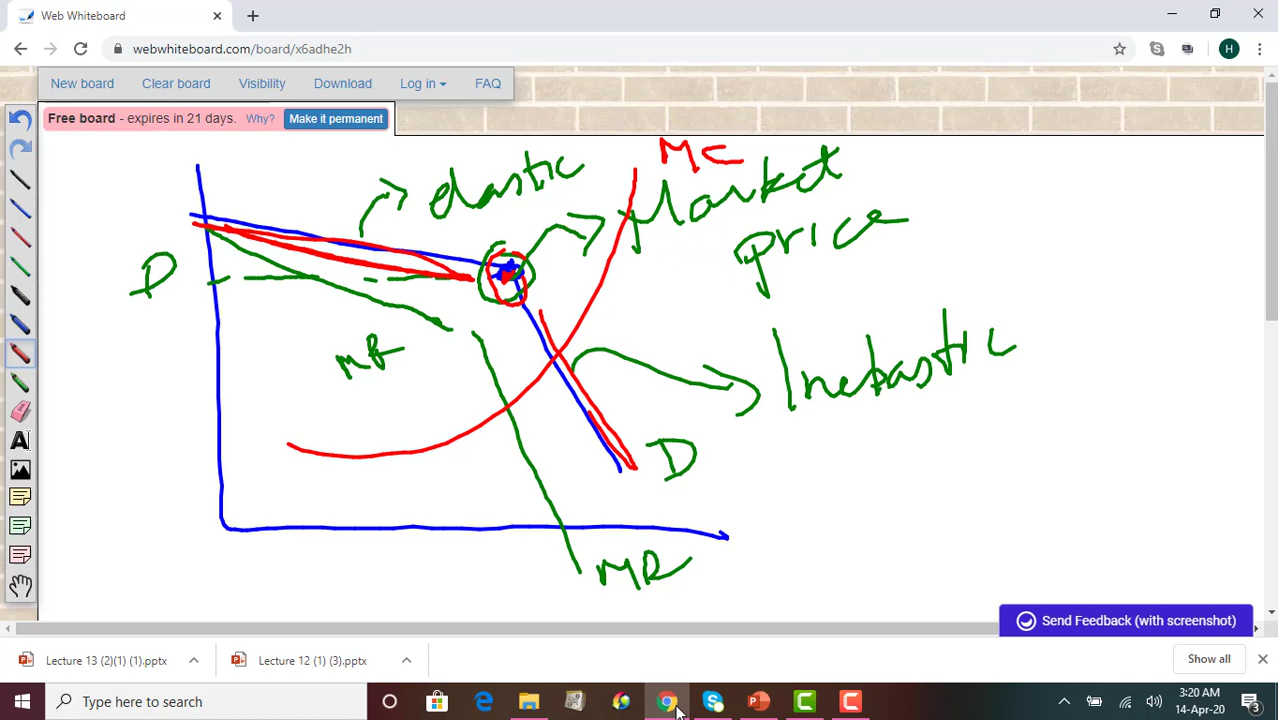 Web Whiteboard
webwhiteboard.com/board/x6adhe2h
H
New board Clear board Visibility Download Log in FAQ
Free board - expires in 21 days. Why? Make it permanent
MC
elastic
Market
price
P
MR
Inelastic
D
MR
A
Send Feedback (with screenshot)
Lecture 13 (2)(1) (1).pptx Lecture 12 (1) (3).pptx Show all
Type here to search
3:20 AM
14-Apr-20
3